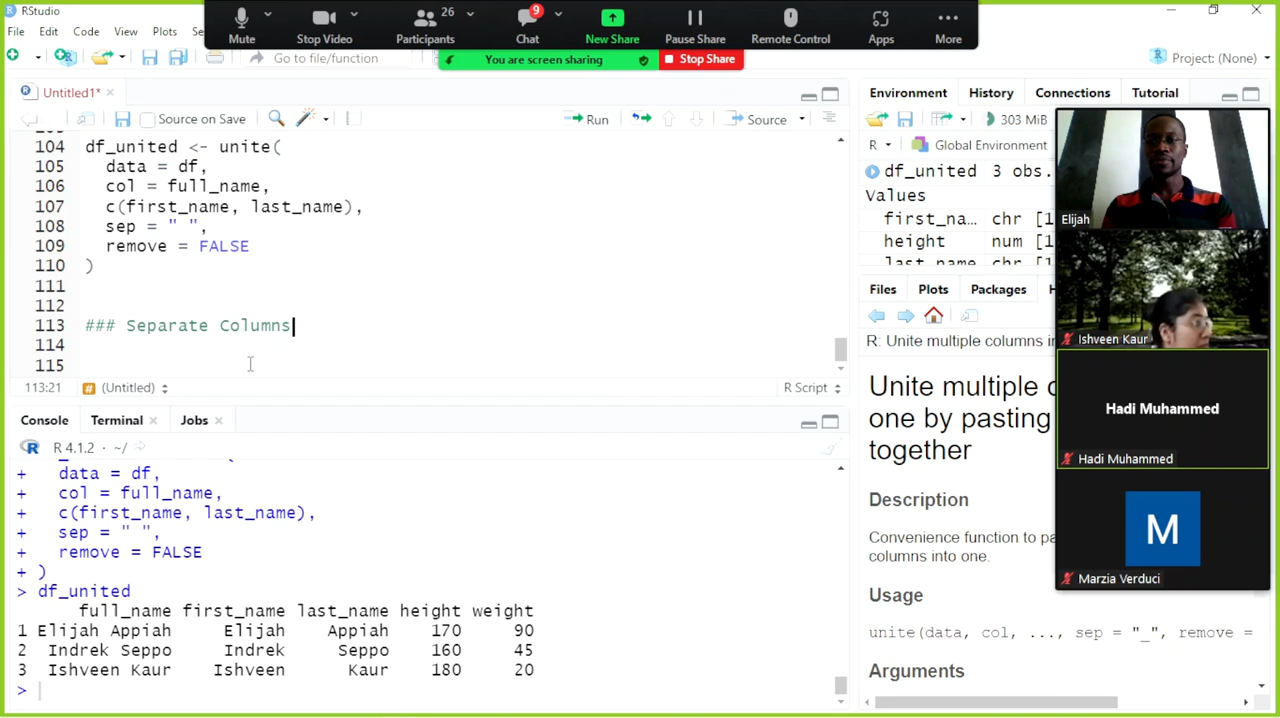 RStudio
File Edit Code View Plots
Mute
Stop Video
26
Participants
9
Chat
New Share
Pause Share
Remote Control
Apps
More
You are screen sharing
Stop Share
Go to file/function
Project: (None)
Untitled1*
Source on Save
Run
Source
104 df_united <- unite(
105 data = df,
106 col = full_name,
107 c(first_name, last_name),
108 sep = " ",
109 remove = FALSE
110 )
111
112
113 ### Separate Columns
114
115
113:21
# (Untitled)
R Script
Console Terminal Jobs
R 4.1.2 · ~/
+ data = df,
+ col = full_name,
+ c(first_name, last_name),
+ sep = " ",
+ remove = FALSE
+ )
> df_united
full_name first_name last_name height weight
1 Elijah Appiah Elijah Appiah 170 90
2 Indrek Seppo Indrek Seppo 160 45
3 Ishveen Kaur Ishveen Kaur 180 20
>
Environment History Connections Tutorial
303 MiB
R Global Environment
df_united 3 obs.
Values
first_na… chr [1
height num [1
last_name chr [1
Files Plots Packages
R: Unite multiple columns
Unite multiple
one by pasting
together
Description
Convenience function to
columns into one.
Usage
unite(data, col, ..., sep = "_", remove =
Arguments
Elijah
Ishveen Kaur
Hadi Muhammed
Hadi Muhammed
M
Marzia Verduci